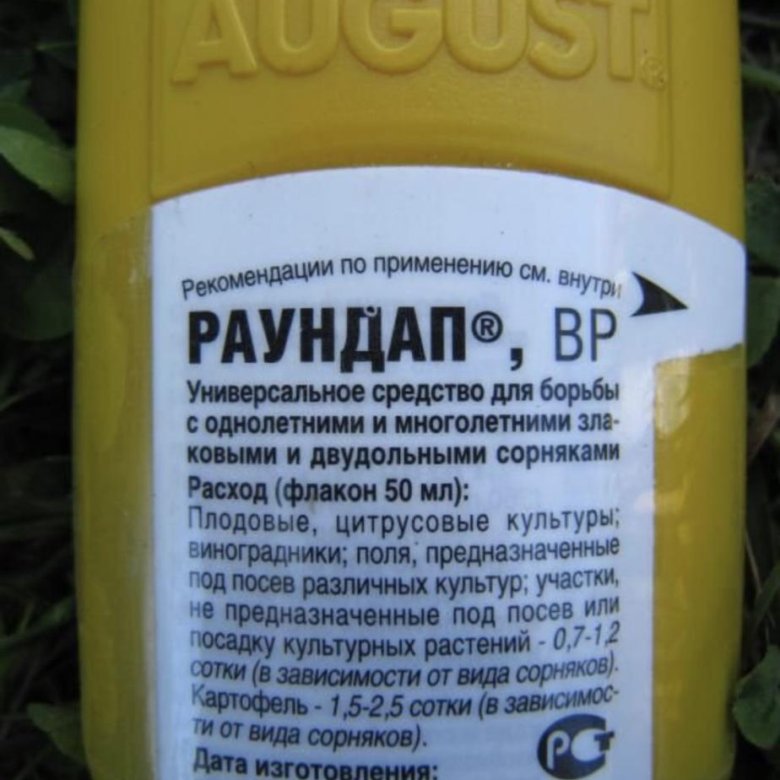 AUGUST®
Рекомендации по применению см. внутри
РАУНДАП®, ВР
Универсальное средство для борьбы
с однолетними и многолетними зла-
ковыми и двудольными сорняками
Расход (флакон 50 мл):
Плодовые, цитрусовые культуры;
виноградники; поля, предназначенные
под посев различных культур; участки,
не предназначенные под посев или
посадку культурных растений - 0,7-1,2
сотки (в зависимости от вида сорняков).
Картофель - 1,5-2,5 сотки (в зависимос-
ти от вида сорняков).
РСТ
Дата изготовления: